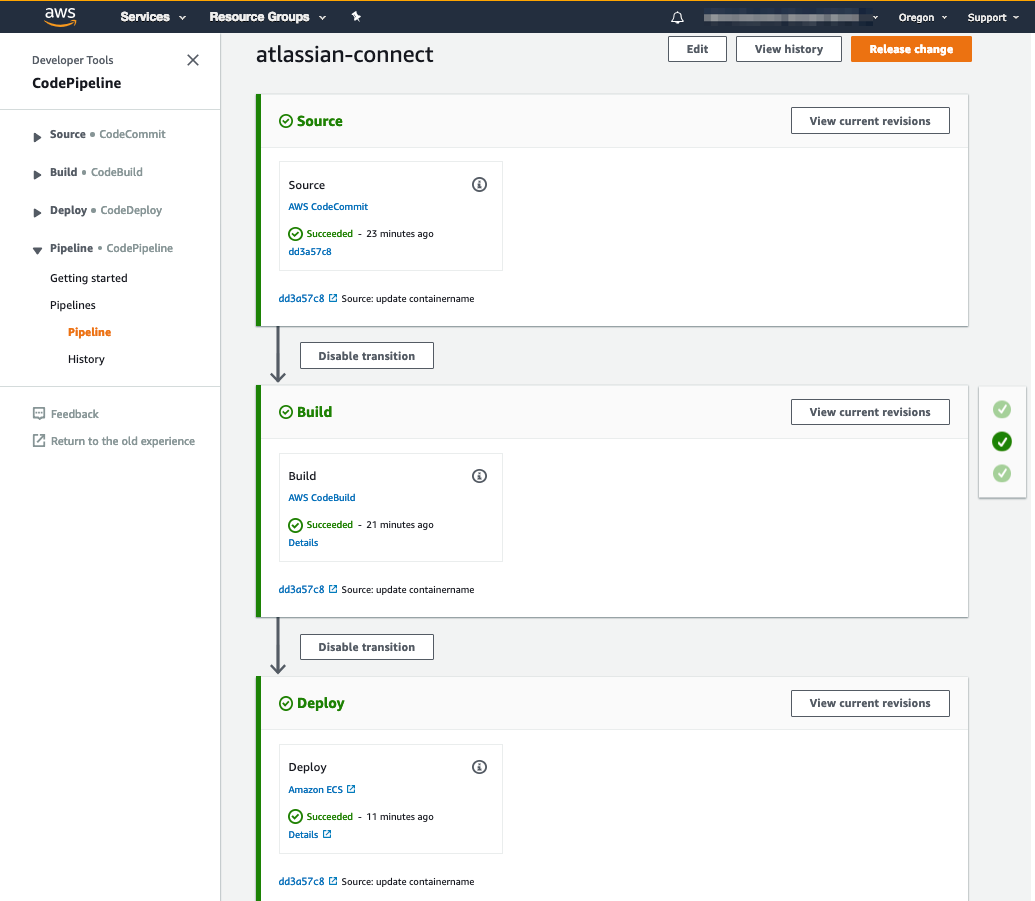 aws
Services
Resource Groups
Oregon
Support
Developer Tools
CodePipeline
Source • CodeCommit
Build • CodeBuild
Deploy • CodeDeploy
Pipeline • CodePipeline
Getting started
Pipelines
Pipeline
History
Feedback
Return to the old experience
atlassian-connect
Edit
View history
Release change
Source
View current revisions
Source
AWS CodeCommit
Succeeded - 23 minutes ago
dd3a57c8
dd3a57c8 Source: update containername
Disable transition
Build
View current revisions
Build
AWS CodeBuild
Succeeded - 21 minutes ago
Details
dd3a57c8 Source: update containername
Disable transition
Deploy
View current revisions
Deploy
Amazon ECS
Succeeded - 11 minutes ago
Details
dd3a57c8 Source: update containername